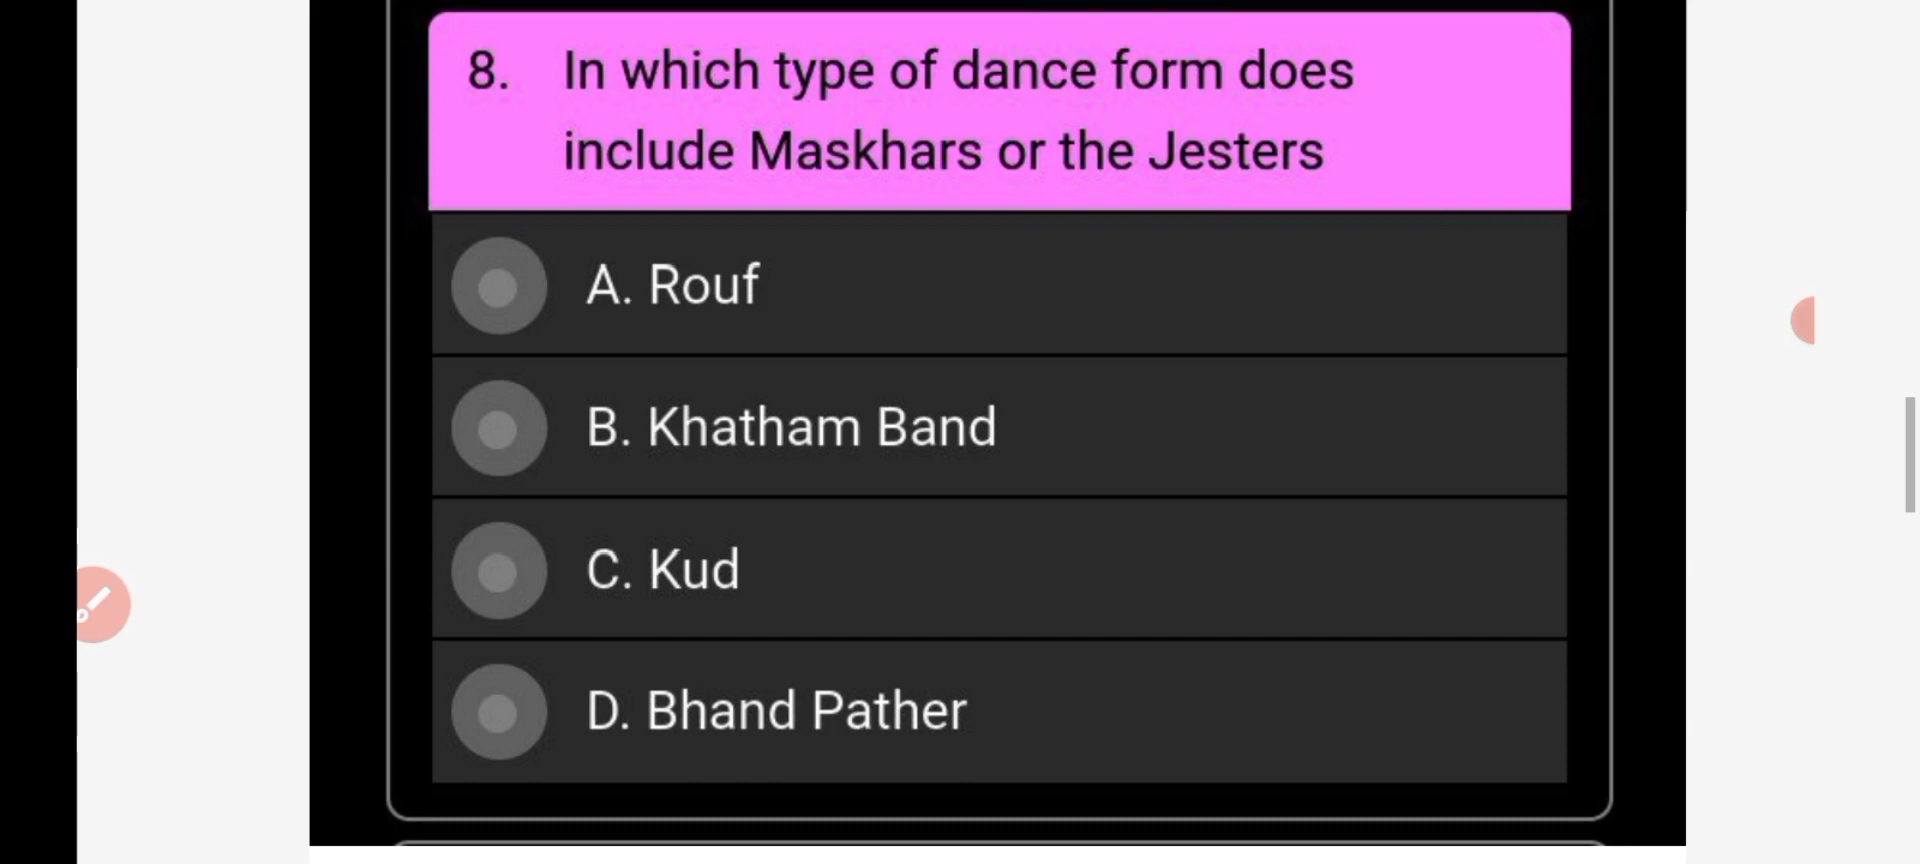 8. In which type of dance form does
include Maskhars or the Jesters
A. Rouf
B. Khatham Band
C. Kud
D. Bhand Pather